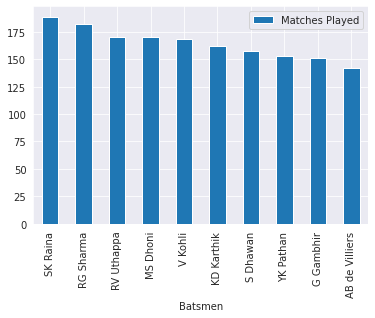 Matches Played
175
150
125
100
75
50
25
0
SK Raina
RG Sharma
RV Uthappa
MS Dhoni
V Kohli
KD Karthik
S Dhawan
YK Pathan
G Gambhir
AB de Villiers
Batsmen